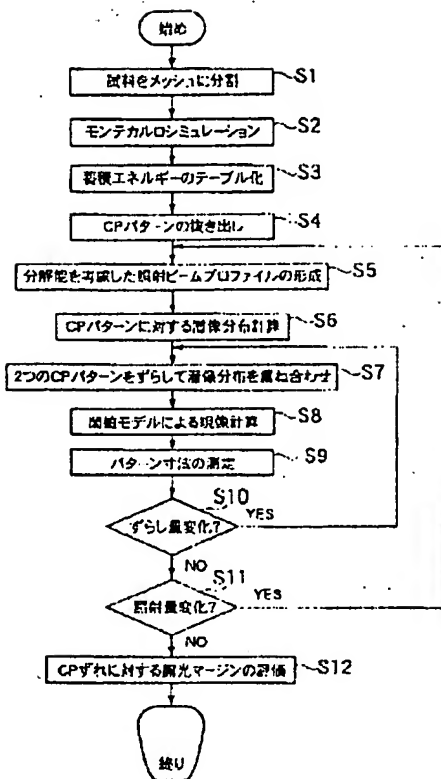 始め
試料をメッシュに分割 S1
モンテカルロシミュレーション S2
蓄積エネルギーのテーブル化 S3
CPパターンの抜き出し S4
分解能を考慮した照射ビームプロファイルの形成 S5
CPパターンに対する潜像分布計算 S6
2つのCPパターンをずらして潜像分布を重ね合わせ S7
閾値モデルによる現像計算 S8
パターン寸法の測定 S9
S10
ずらし量変化? YES
NO
S11
照射量変化? YES
NO
CPずれに対する露光マージンの評価 S12
終り